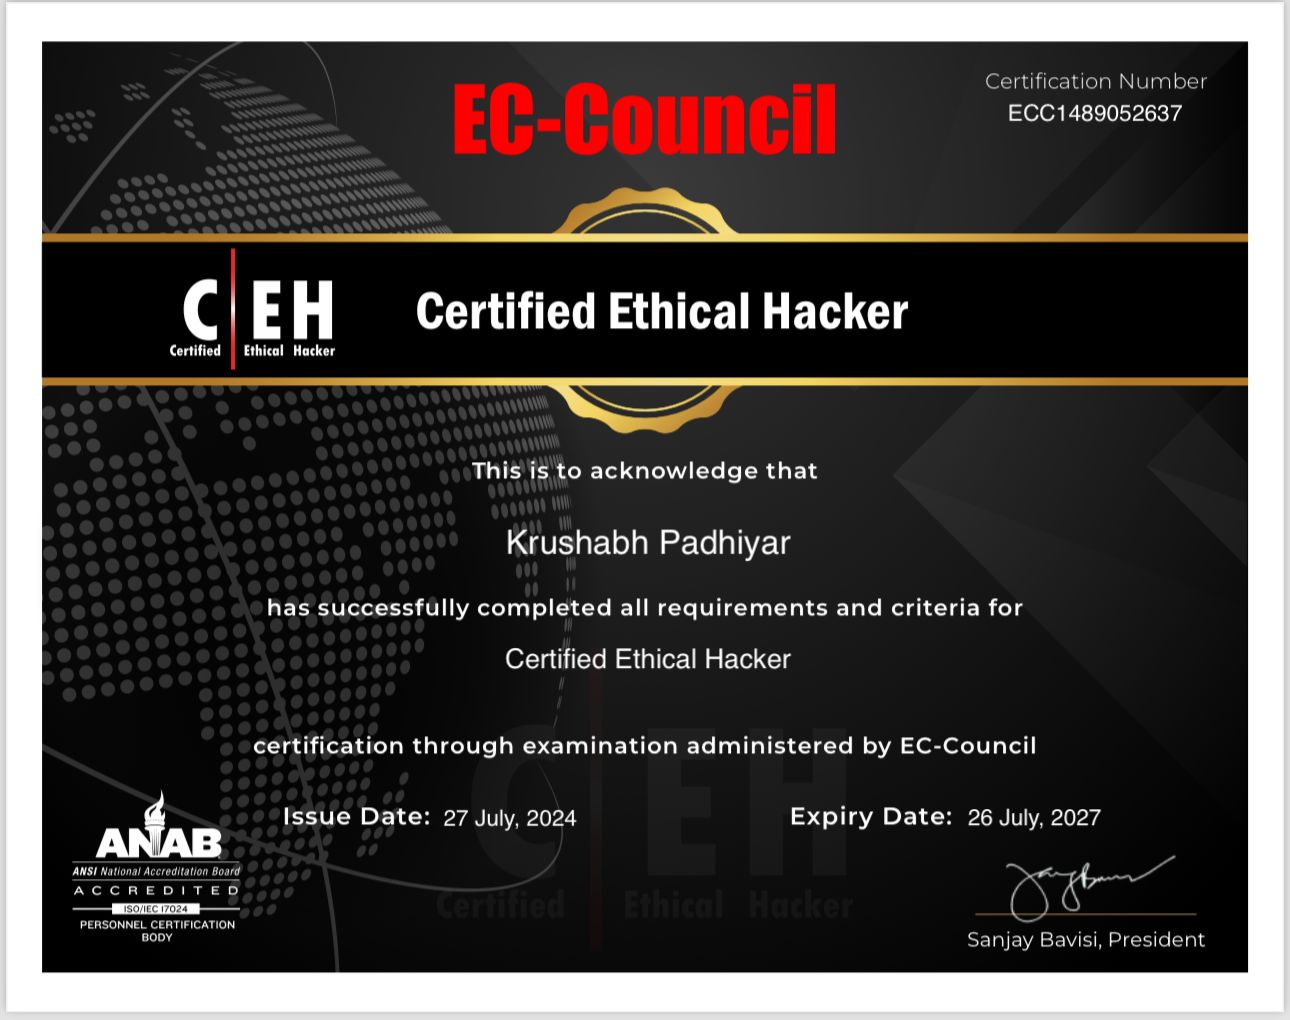 EC-Council
Certification Number
ECC1489052637
C EH
Certified Ethical Hacker
Certified Ethical Hacker
This is to acknowledge that
Krushabh Padhiyar
has successfully completed all requirements and criteria for
Certified Ethical Hacker
certification through examination administered by EC-Council
Issue Date: 27 July, 2024
Expiry Date: 26 July, 2027
C EH
Certified Ethical Hacker
ANAB
ANSI National Accreditation Board
ACCREDITED
ISO/IEC 17024
PERSONNEL CERTIFICATION
BODY
Sanjay Bavisi, President